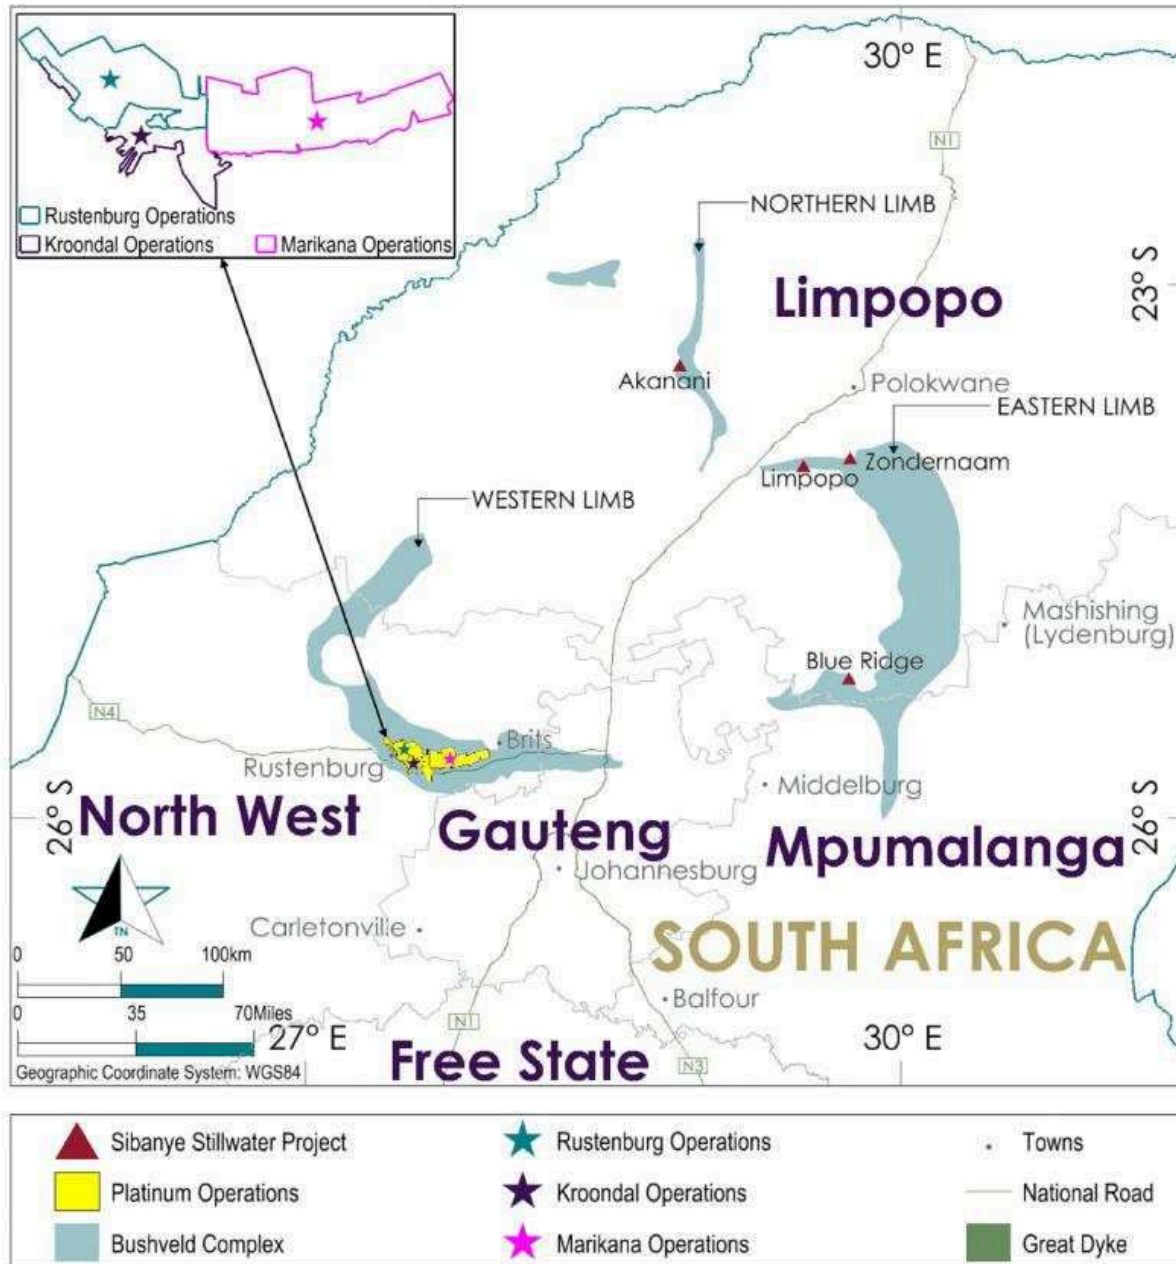 30° E
N1
NORTHERN LIMB
Rustenburg Operations
Kroondal Operations
Marikana Operations
Limpopo
23° S
Akanani
Polokwane
EASTERN LIMB
Zondernaam
Limpopo
WESTERN LIMB
Mashishing
(Lydenburg)
Blue Ridge
N4
Brits
Rustenburg
Middelburg
26° S
North West
Gauteng
Mpumalanga
26° S
Johannesburg
Carletonville
SOUTH AFRICA
TN
0 50 100km
Balfour
0 35 70Miles
27° E
N1
30° E
Free State
N3
Geographic Coordinate System: WGS84
Sibanye Stillwater Project
Rustenburg Operations
Towns
Platinum Operations
Kroondal Operations
National Road
Bushveld Complex
Marikana Operations
Great Dyke